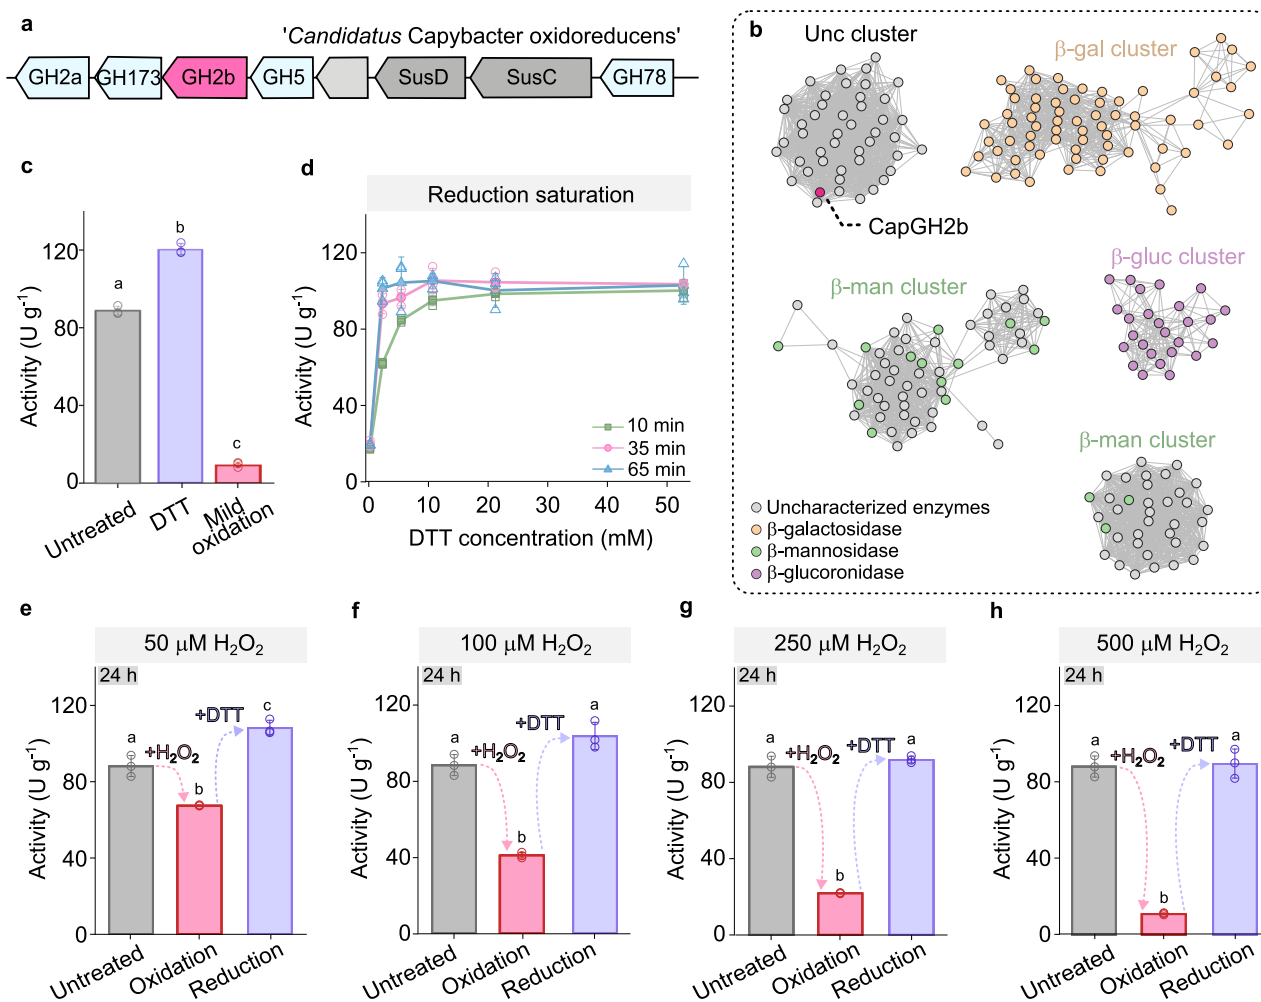 a
'Candidatus Capybacter oxidoreducens'
GH2a
GH173
GH2b
GH5
SusD
SusC
GH78
b
Unc cluster
β-gal cluster
CapGH2b
β-gluc cluster
β-man cluster
β-man cluster
Uncharacterized enzymes
β-galactosidase
β-mannosidase
β-glucoronidase
c
Activity (U g⁻¹)
120
80
40
0
a
b
c
Untreated
DTT
Mild
oxidation
d
Reduction saturation
Activity (U g⁻¹)
120
80
40
0
0
10
20
30
40
50
DTT concentration (mM)
10 min
35 min
65 min
e
50 μM H₂O₂
24 h
Activity (U g⁻¹)
120
80
40
0
a
+H₂O₂
b
+DTT
c
Untreated
Oxidation
Reduction
f
100 μM H₂O₂
24 h
Activity (U g⁻¹)
120
80
40
0
a
+H₂O₂
b
+DTT
a
Untreated
Oxidation
Reduction
g
250 μM H₂O₂
24 h
Activity (U g⁻¹)
120
80
40
0
a
+H₂O₂
b
+DTT
a
Untreated
Oxidation
Reduction
h
500 μM H₂O₂
24 h
Activity (U g⁻¹)
120
80
40
0
a
+H₂O₂
b
+DTT
a
Untreated
Oxidation
Reduction